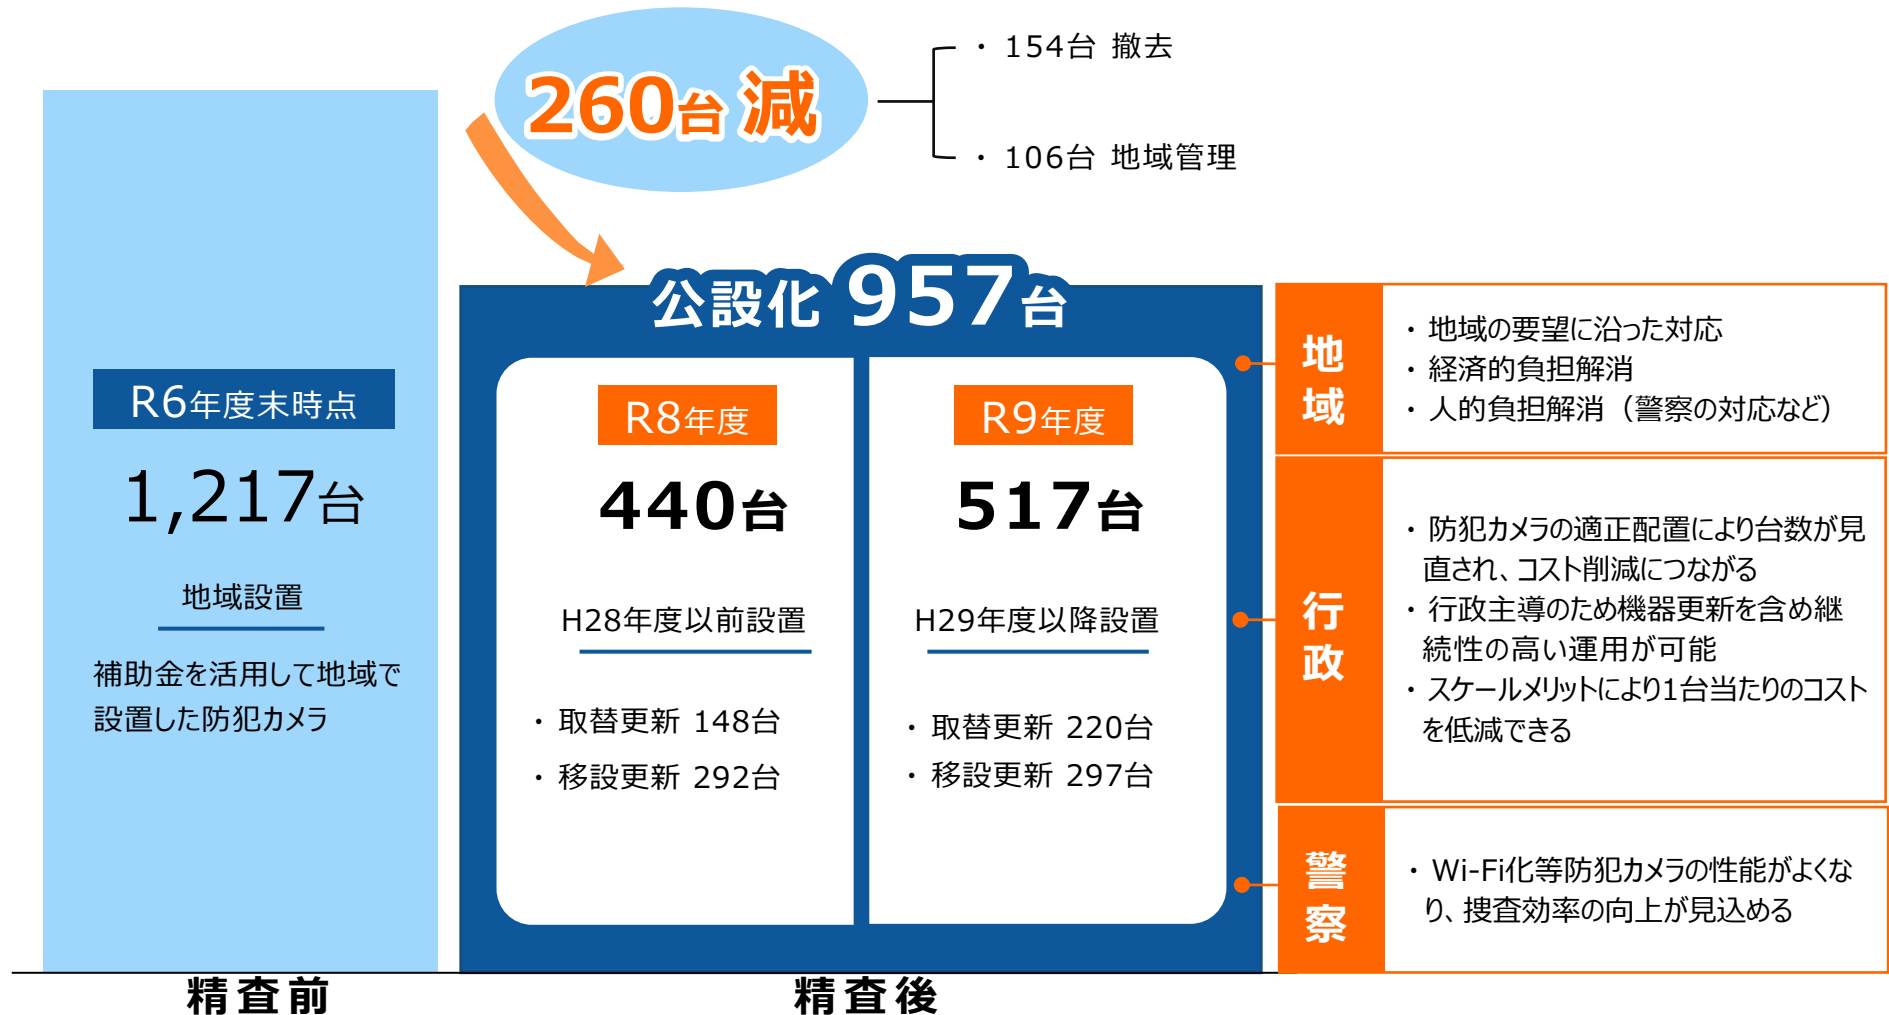 260台 減
・ 154台 撤去
・ 106台 地域管理
R6年度末時点
1,217台
地域設置
補助金を活用して地域で
設置した防犯カメラ
精査前
公設化 957台
R8年度
440台
H28年度以前設置
・ 取替更新 148台
・ 移設更新 292台
R9年度
517台
H29年度以降設置
・ 取替更新 220台
・ 移設更新 297台
精査後
地域
・ 地域の要望に沿った対応
・ 経済的負担解消
・ 人的負担解消（警察の対応など）
行政
・ 防犯カメラの適正配置により台数が見
直され、コスト削減につながる
・ 行政主導のため機器更新を含め継
続性の高い運用が可能
・ スケールメリットにより1台当たりのコスト
を低減できる
警察
・ Wi-Fi化等防犯カメラの性能がよくな
り、捜査効率の向上が見込める